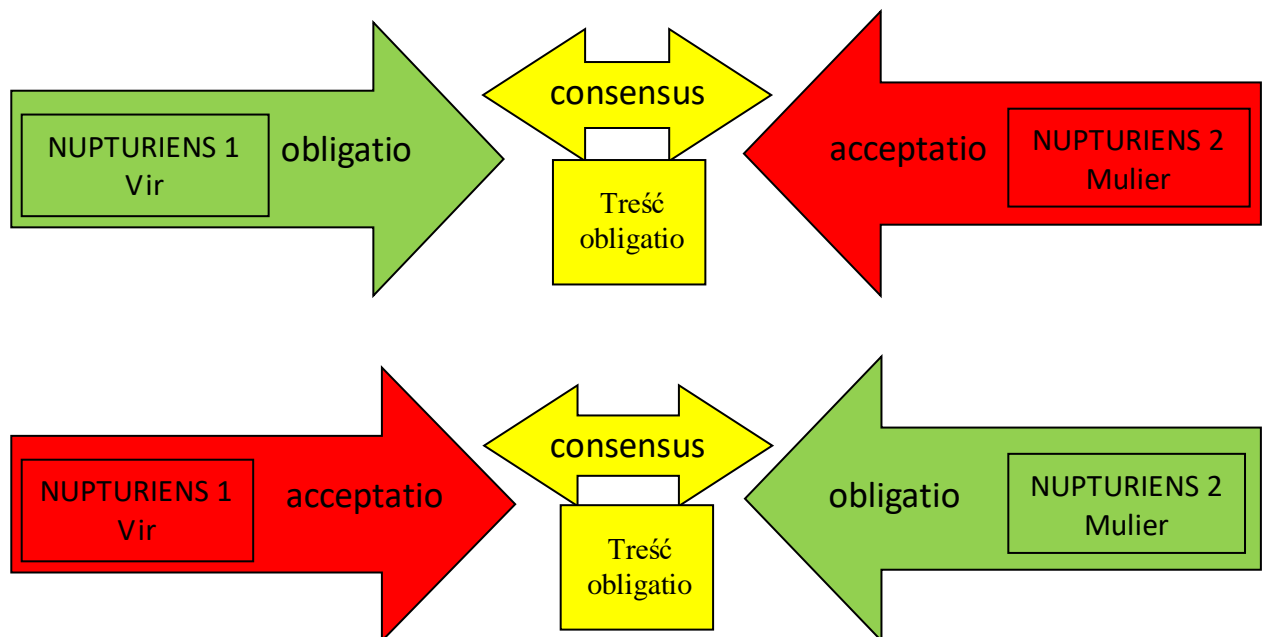 NUPTURIENS 1
Vir
obligatio
consensus
Treść
obligatio
acceptatio
NUPTURIENS 2
Mulier
NUPTURIENS 1
Vir
acceptatio
consensus
Treść
obligatio
obligatio
NUPTURIENS 2
Mulier